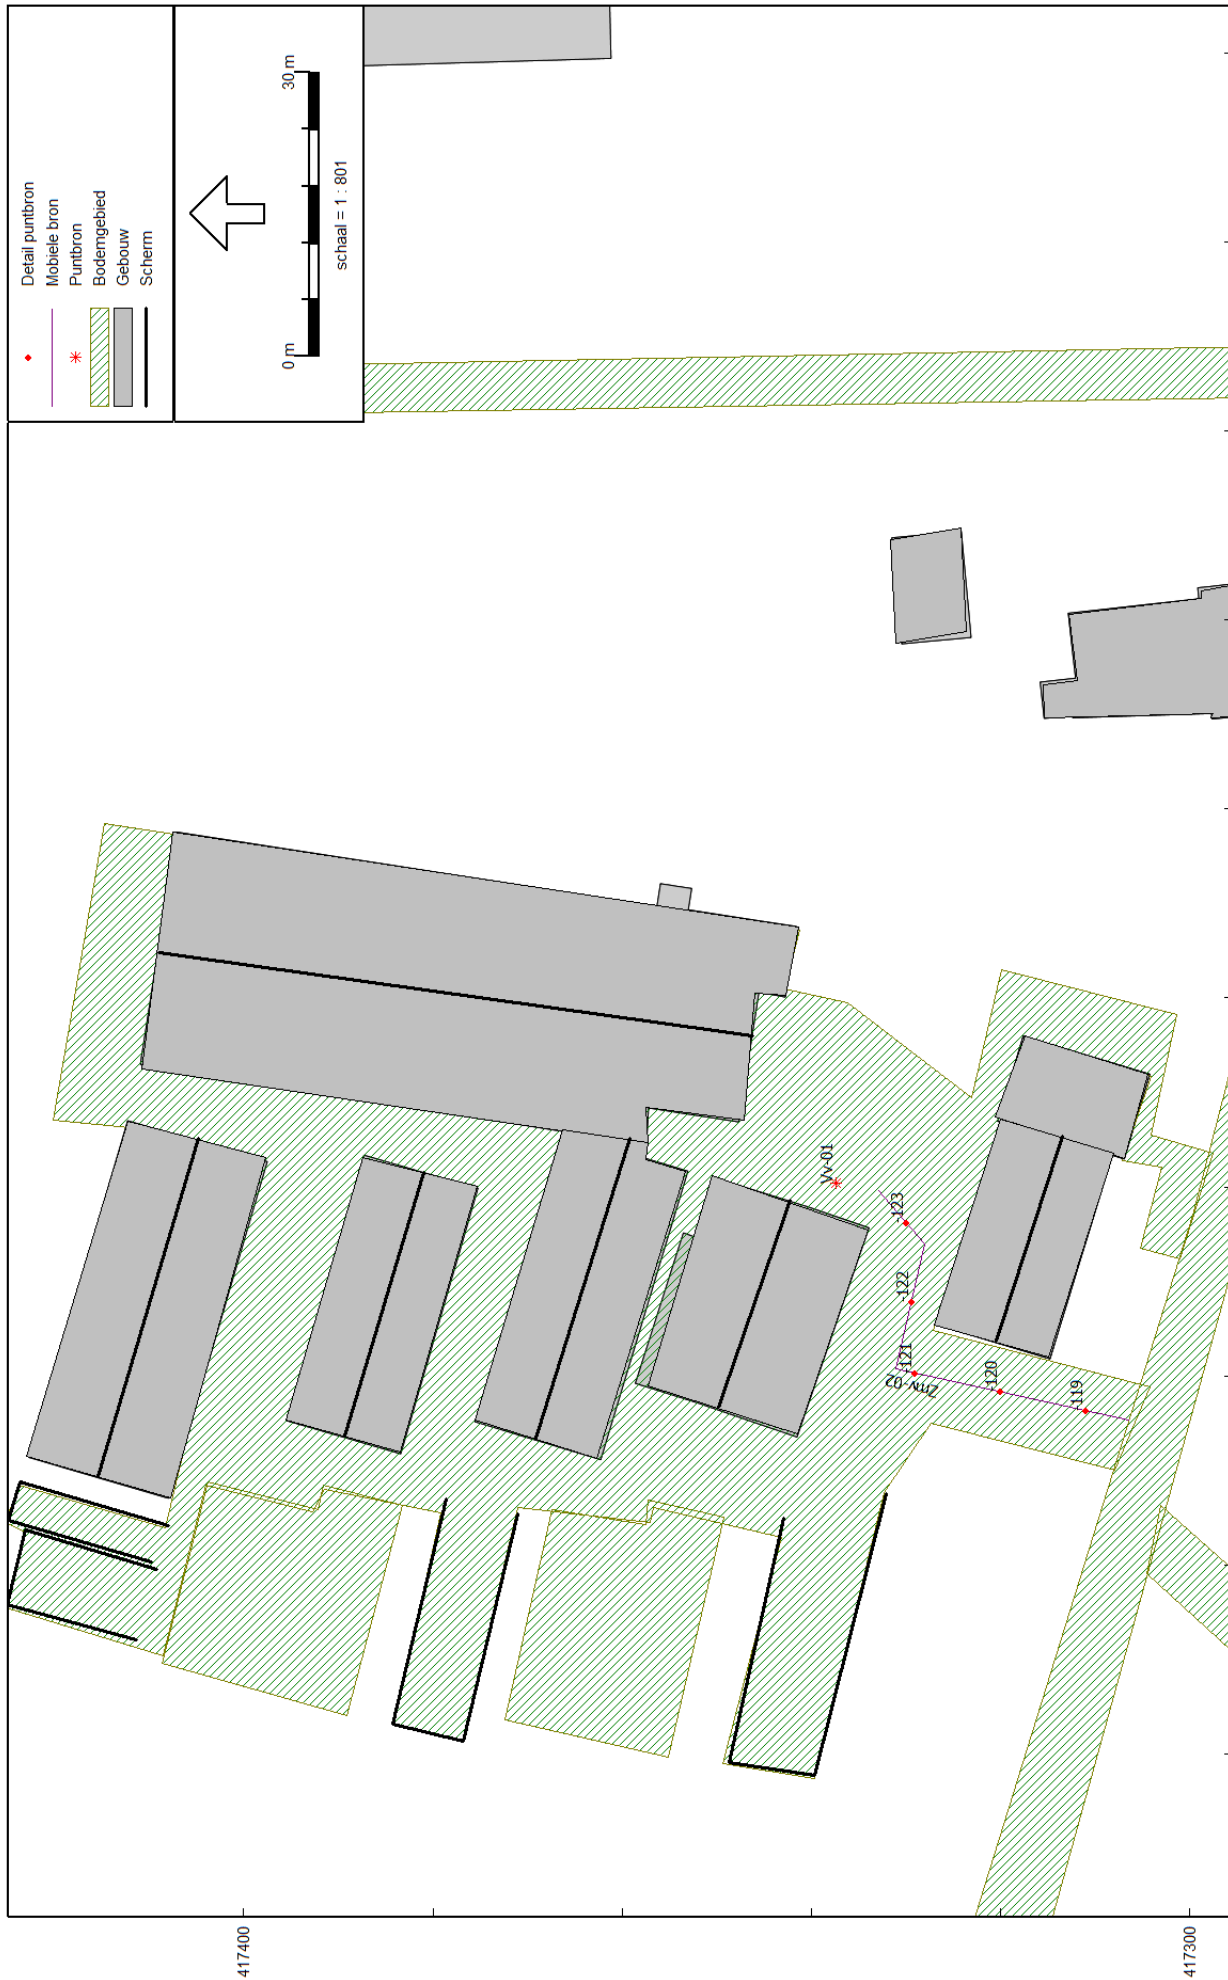 Detail puntbron
Mobiele bron
Puntbron
Bodemgebied
Gebouw
Scherm
0 m
30 m
schaal = 1 : 801
Vv-01
-123
-122
-121
Zmv-02
-120
-119
417400
417300